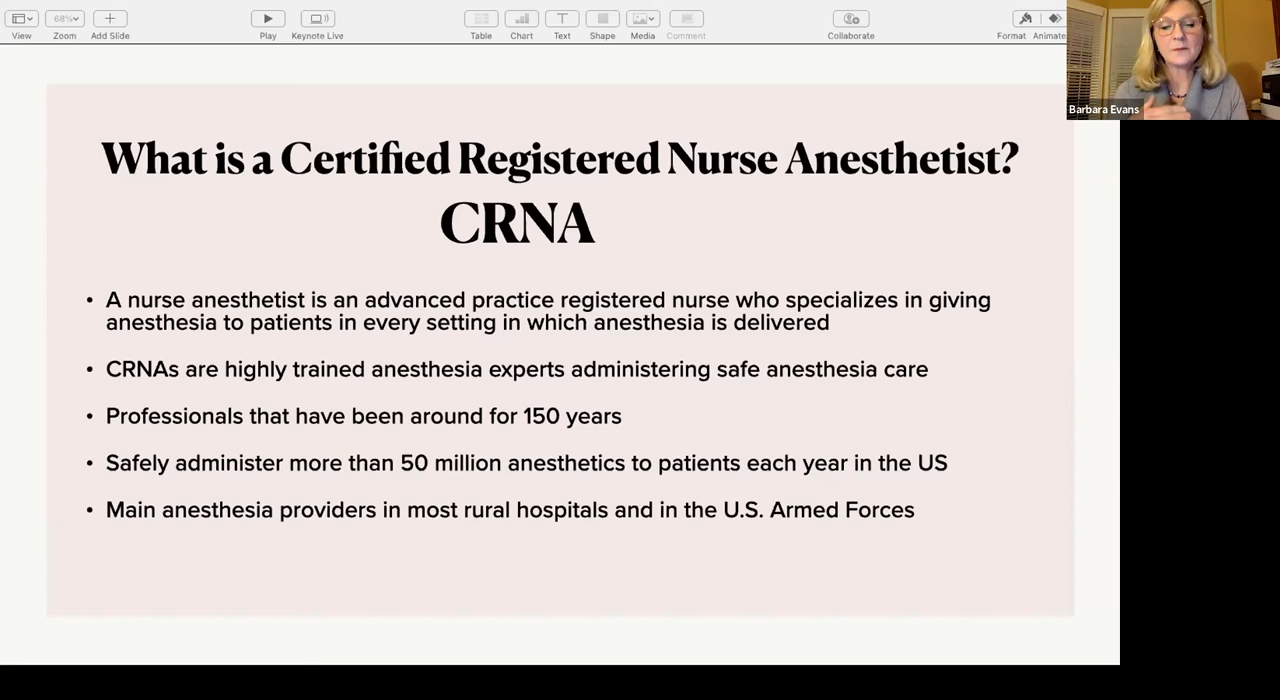 View
68%
Zoom
Add Slide
Play
Keynote Live
Table
Chart
Text
Shape
Media
Comment
Collaborate
Format
Animate
Barbara Evans
What is a Certified Registered Nurse Anesthetist?
CRNA
• A nurse anesthetist is an advanced practice registered nurse who specializes in giving
anesthesia to patients in every setting in which anesthesia is delivered
• CRNAs are highly trained anesthesia experts administering safe anesthesia care
• Professionals that have been around for 150 years
• Safely administer more than 50 million anesthetics to patients each year in the US
• Main anesthesia providers in most rural hospitals and in the U.S. Armed Forces